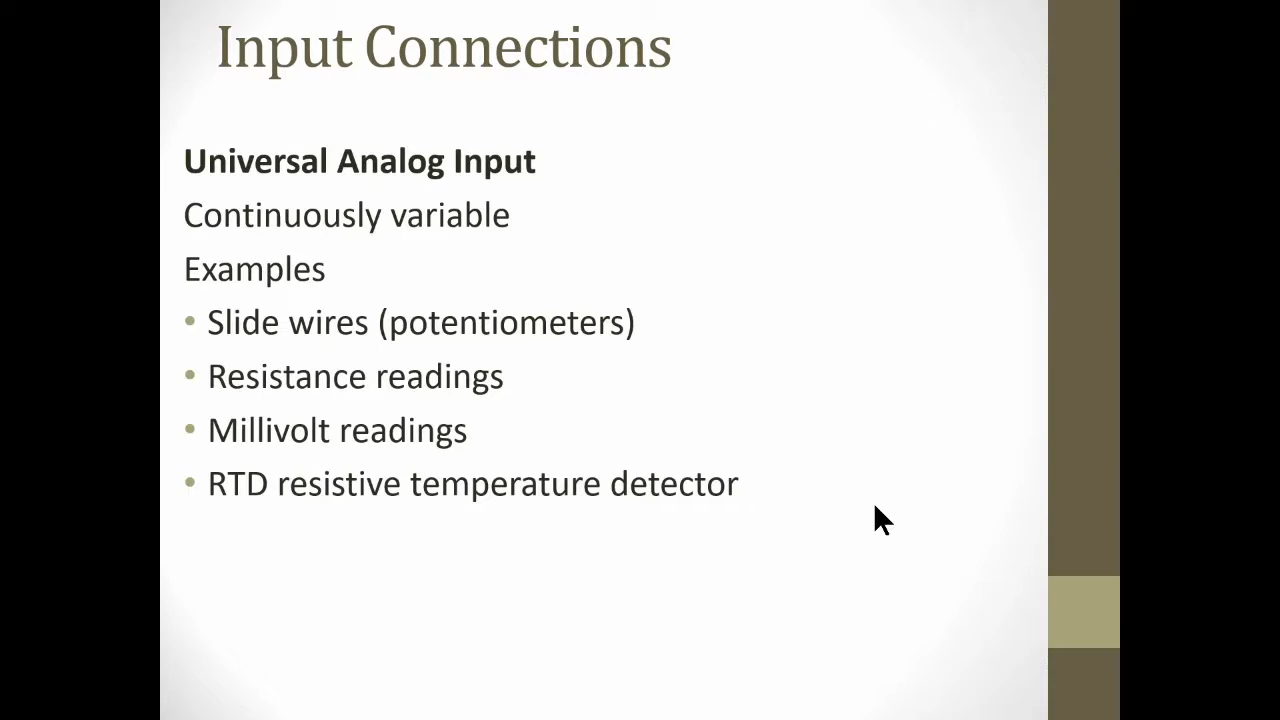 Input Connections
Universal Analog Input
Continuously variable
Examples
• Slide wires (potentiometers)
• Resistance readings
• Millivolt readings
• RTD resistive temperature detector